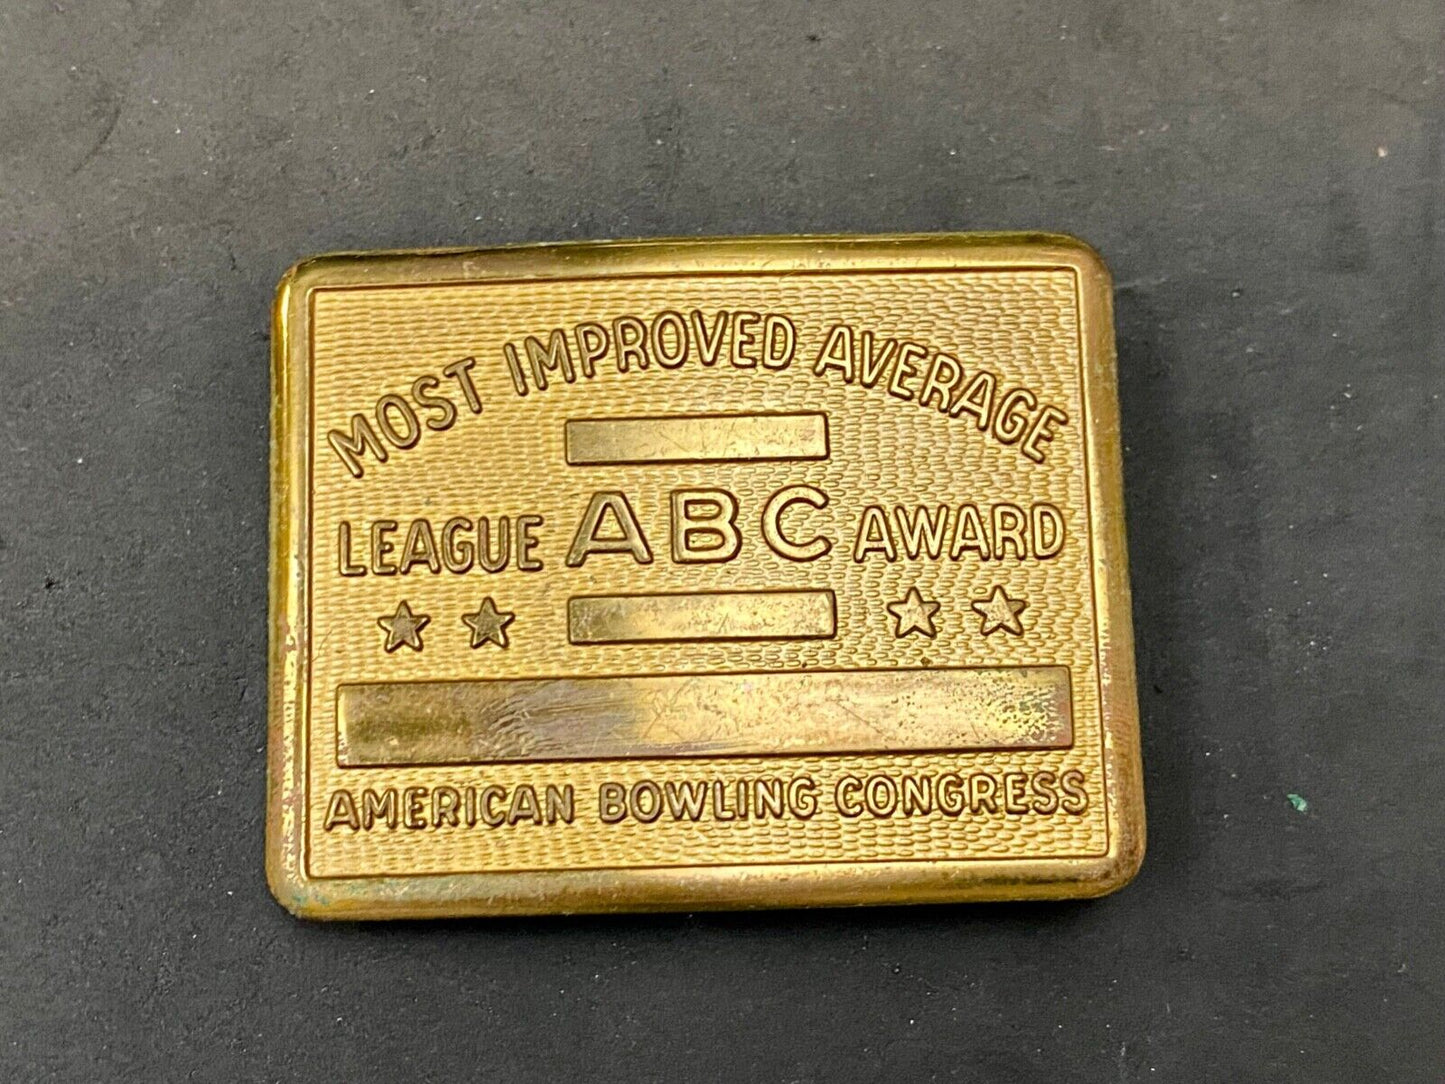 MOST IMPROVED AVERAGE
LEAGUE ABC AWARD
AMERICAN BOWLING CONGRESS